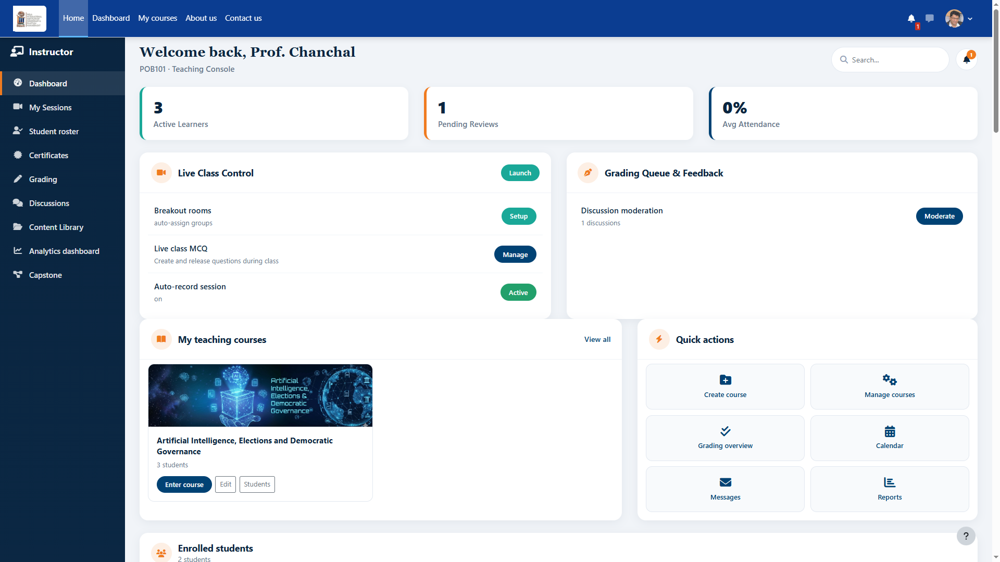 Home
Dashboard
My courses
About us
Contact us
1
Instructor
Dashboard
My Sessions
Student roster
Certificates
Grading
Discussions
Content Library
Analytics dashboard
Capstone
Welcome back, Prof. Chanchal
POB101 · Teaching Console
Search...
1
3
Active Learners
1
Pending Reviews
0%
Avg Attendance
Live Class Control
Launch
Breakout rooms
auto-assign groups
Setup
Live class MCQ
Create and release questions during class
Manage
Auto-record session
on
Active
Grading Queue & Feedback
Discussion moderation
1 discussions
Moderate
My teaching courses
View all
AI
Artificial
Intelligence,
Elections &
Democratic
Governance
Artificial Intelligence, Elections and Democratic
Governance
3 students
Enter course
Edit
Students
Quick actions
Create course
Manage courses
Grading overview
Calendar
Messages
Reports
Enrolled students
2 students
?